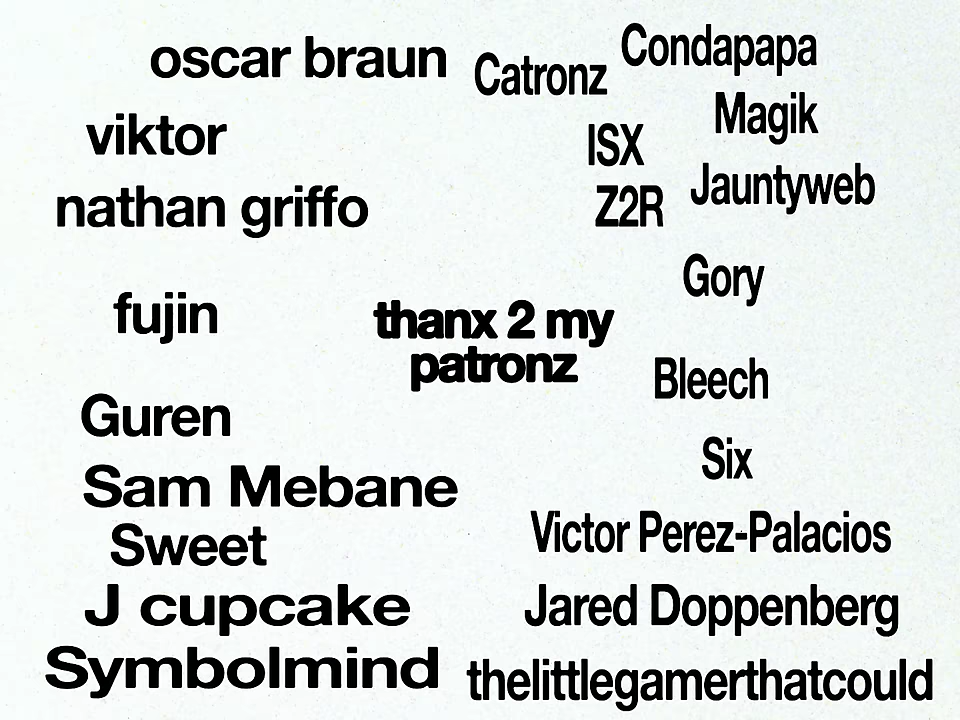 oscar braun
Catronz
Condapapa
viktor
ISX
Magik
nathan griffo
Z2R
Jauntyweb
Gory
fujin
thanx 2 my
patronz
Bleech
Guren
Six
Sam Mebane
Sweet
Victor Perez-Palacios
J cupcake
Jared Doppenberg
Symbolmind
thelittlegamerthatcould